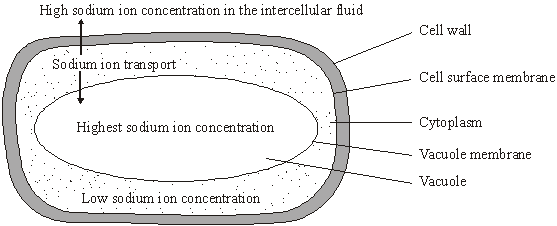 High sodium ion concentration in the intercellular fluid
Cell wall
Sodium ion transport
Cell surface membrane
Cytoplasm
Highest sodium ion concentration
Vacuole membrane
Vacuole
Low sodium ion concentration